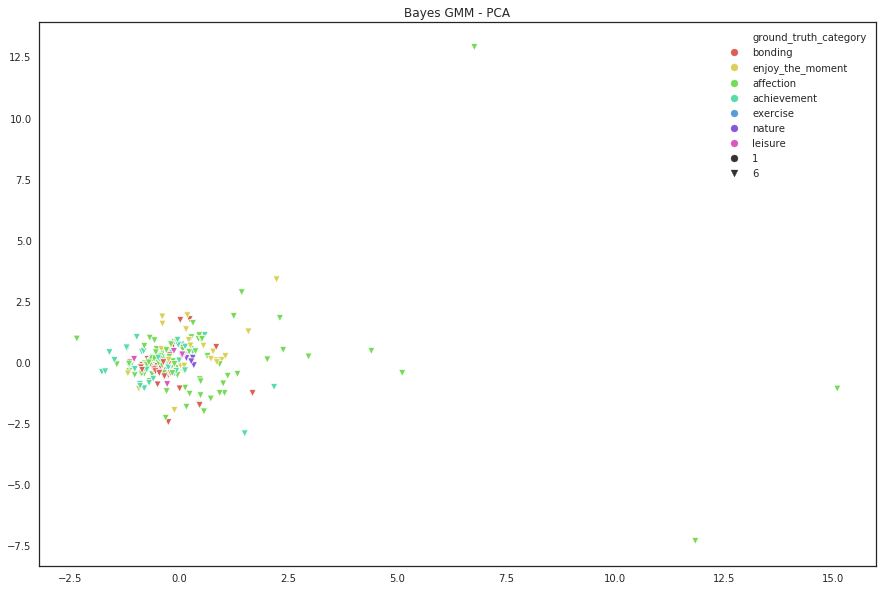 Bayes GMM - PCA
ground_truth_category
bonding
enjoy_the_moment
affection
achievement
exercise
nature
leisure
1
6
12.5
10.0
7.5
5.0
2.5
0.0
−2.5
−5.0
−7.5
−2.5 0.0 2.5 5.0 7.5 10.0 12.5 15.0